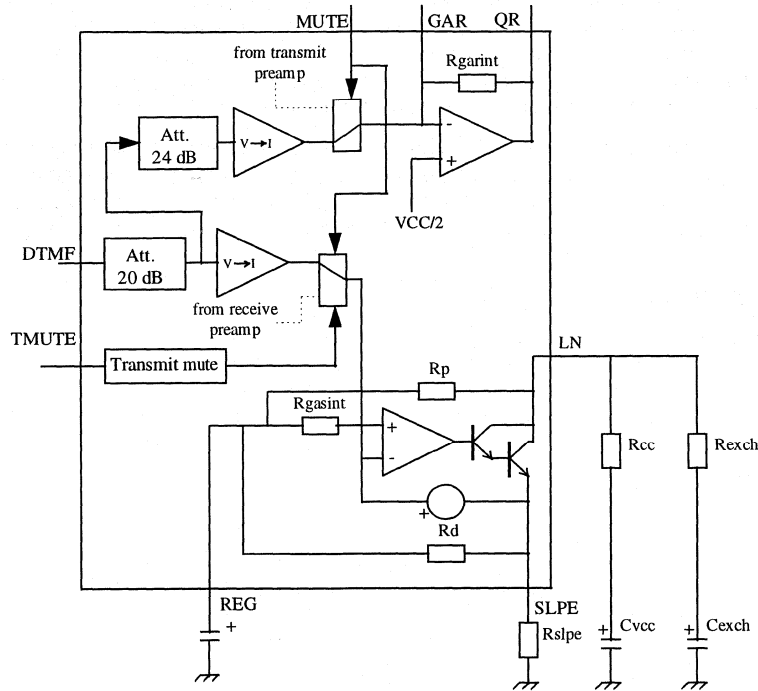 MUTE
GAR
QR
from transmit
preamp
Rgarint
Att.
24 dB
V→I
-
+
VCC/2
DTMF
Att.
20 dB
V→I
from receive
preamp
TMUTE
Transmit mute
LN
Rp
Rgasint
+
-
Rcc
Rexch
+
Rd
REG
+
SLPE
Rslpe
+
Cvcc
+
Cexch